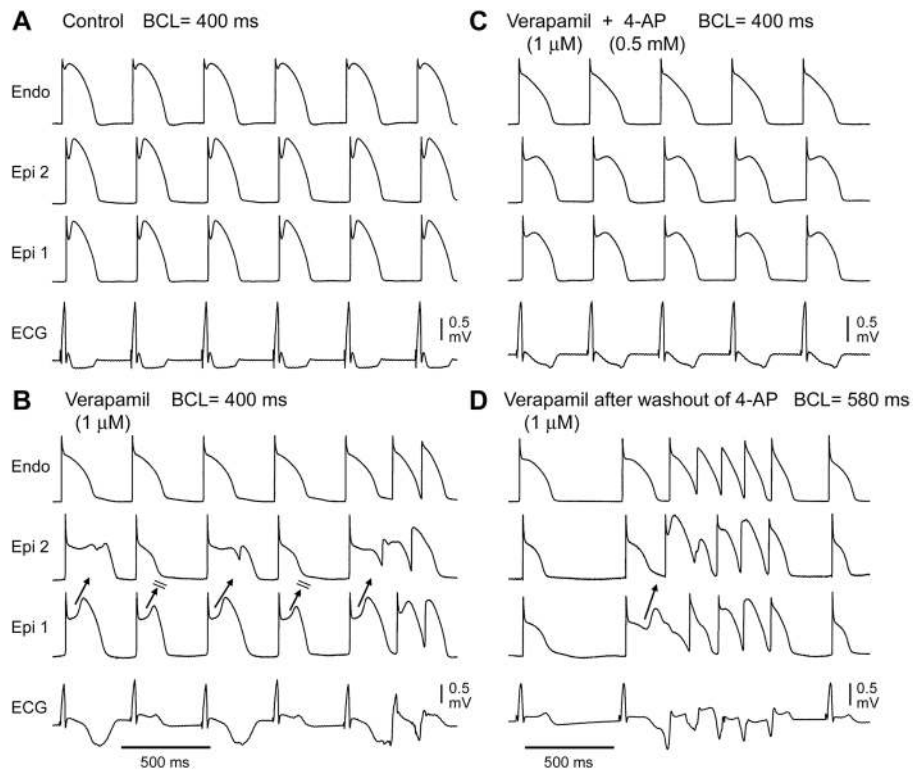 A Control BCL= 400 ms
Endo
Epi 2
Epi 1
ECG
0.5
mV
B Verapamil BCL= 400 ms
(1 μM)
Endo
Epi 2
Epi 1
ECG
0.5
mV
500 ms
C Verapamil + 4-AP BCL= 400 ms
(1 μM) (0.5 mM)
0.5
mV
D Verapamil after washout of 4-AP BCL= 580 ms
(1 μM)
0.5
mV
500 ms